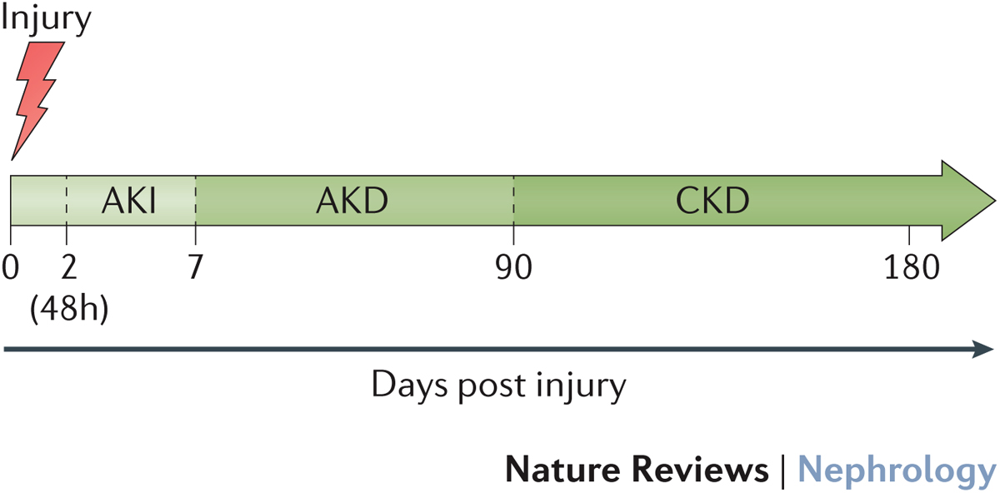 Injury
AKI AKD CKD
0 2 7 90 180
(48h)
Days post injury
Nature Reviews | Nephrology